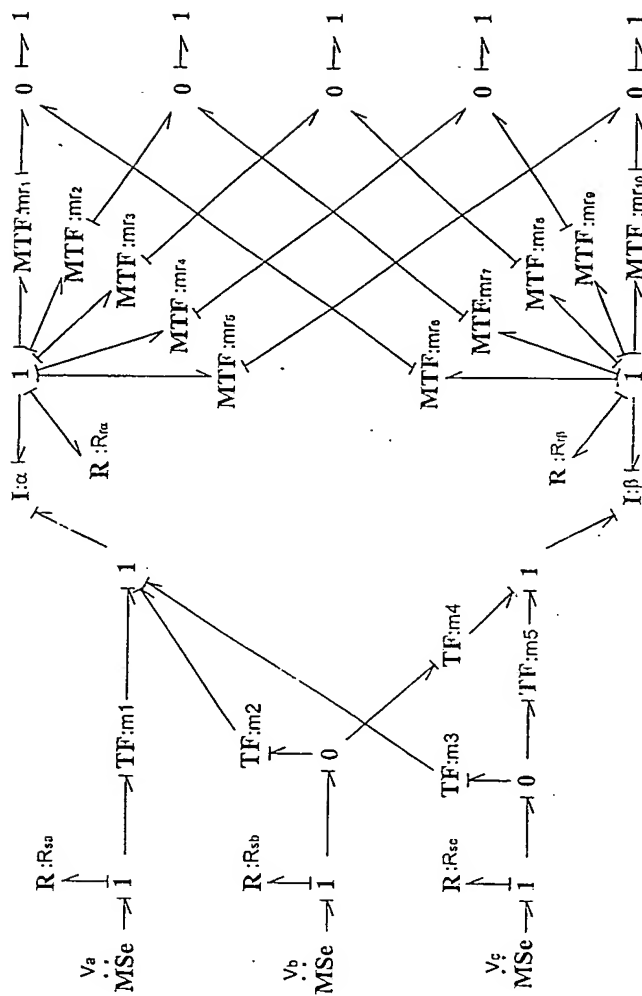 I:α
1
MTF:mr₁
0
1
R :Rrα
MTF:mr₂
0
1
MTF:mr₃
0
1
MTF:mr₄
0
1
MTF:mr₅
0
1
MTF:mr₆
MTF:mr₇
MTF:mr₈
MTF:mr₉
MTF:mr₁₀
R :Rrβ
I:β
1
1
1
R :Rsa
Va
MSe
1
TF:m1
TF:m2
R :Rsb
Vb
MSe
1
0
TF:m4
TF:m3
R :Rsc
Vc
MSe
1
0
TF:m5